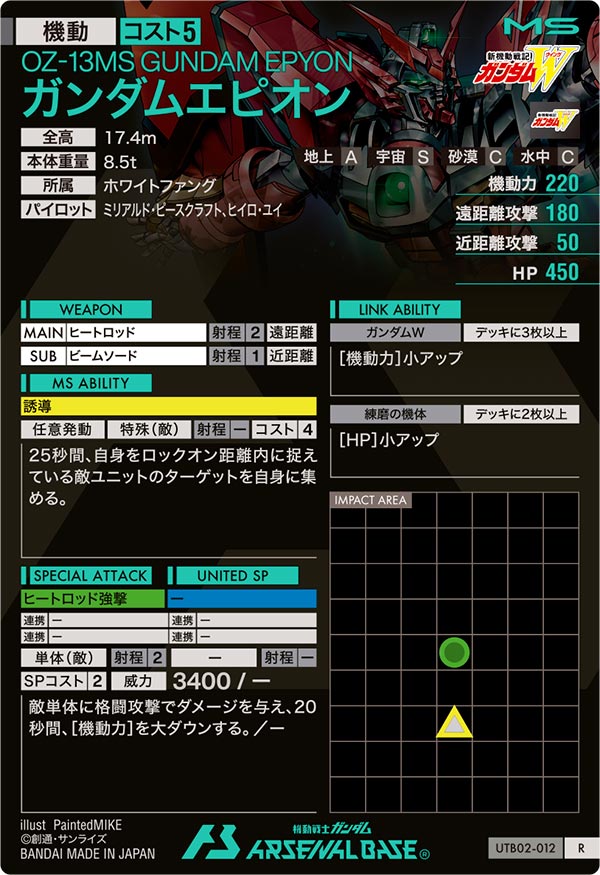 機動 コスト5
MS
OZ-13MS GUNDAM EPYON
新機動戦記 ガンダムW ウイング
ガンダムエピオン
ガンダムW
全高 17.4m
本体重量 8.5t
所属 ホワイトファング
パイロット ミリアルド・ピースクラフト、ヒイロ・ユイ
地上 A 宇宙 S 砂漠 C 水中 C
機動力 220
遠距離攻撃 180
近距離攻撃 50
HP 450
WEAPON
MAIN ヒートロッド 射程 2 遠距離
SUB ビームソード 射程 1 近距離
MS ABILITY
誘導
任意発動 特殊(敵) 射程 ー コスト 4
25秒間、自身をロックオン距離内に捉え
ている敵ユニットのターゲットを自身に集
める。
LINK ABILITY
ガンダムW デッキに3枚以上
[機動力]小アップ
練磨の機体 デッキに2枚以上
[HP]小アップ
IMPACT AREA
SPECIAL ATTACK UNITED SP
ヒートロッド強撃 ー
連携 ー 連携 ー
連携 ー 連携 ー
単体(敵) 射程 2 ー 射程 ー
SPコスト 2 威力 3400 / ー
敵単体に格闘攻撃でダメージを与え、20
秒間、[機動力]を大ダウンする。/ー
illust PaintedMIKE
©創通・サンライズ
BANDAI MADE IN JAPAN
機動戦士ガンダム
AB ARSENAL BASE ®
UTB02-012 R